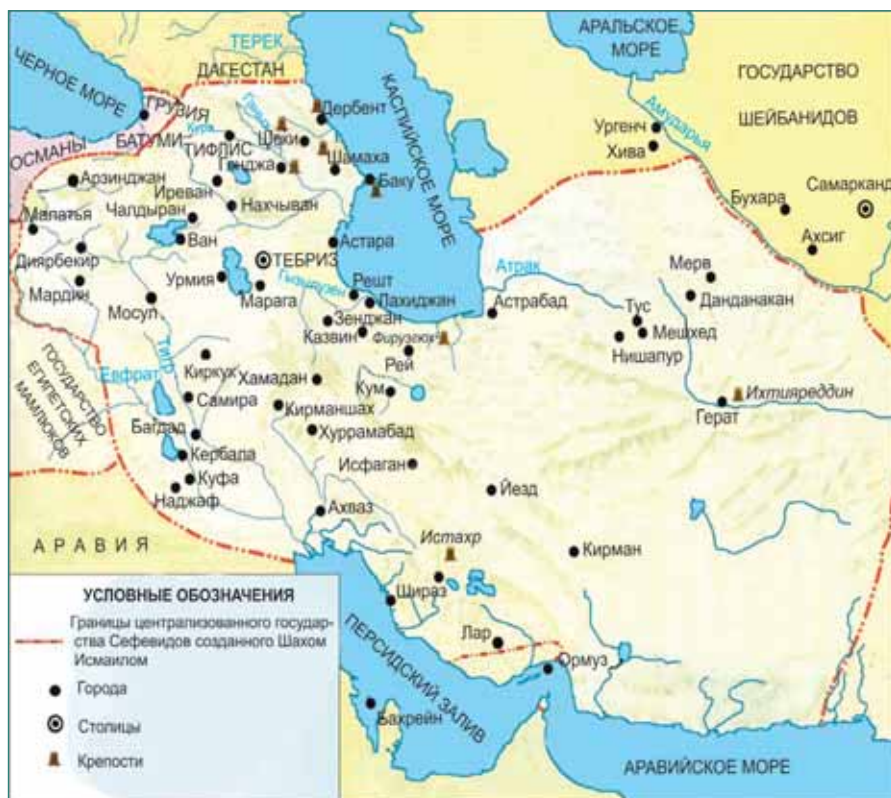 ЧЕРНОЕ МОРЕ
ТЕРЕК
ДАГЕСТАН
АРАЛЬСКОЕ
МОРЕ
ГОСУДАРСТВО
ШЕЙБАНИДОВ
КАСПИЙСКОЕ МОРЕ
Амударья
Ургенч
Хива
Бухара
Самарканд
Ахсиг
ГРУЗИЯ
БАТУМИ
ОСМАНЫ
Кура
ТИФЛИС
Дербент
Шеки
Гянджа
Шамаха
Баку
Арзинджан
Иреван
Чалдыран
Нахчыван
Малатья
Ван
ТЕБРИЗ
Астара
Диярбекир
Мардин
Урмия
Марага
Гызылузен
Решт
Лахиджан
Атрак
Астрабад
Мерв
Данданакан
Тус
Мешхед
Нишапур
Мосул
Зенджан
Казвин
Фирузгюх
Рей
Тигр
Евфрат
ГОСУДАРСТВО
ЕГИПЕТСКИХ
МАМЛЮКОВ
Киркук
Хамадан
Кум
Самира
Кирманшах
Ихтияреддин
Герат
Багдад
Хуррамабад
Кербала
Исфаган
Куфа
Наджаф
Йезд
Ахваз
АРАВИЯ
Истахр
Кирман
Шираз
Лар
Ормуз
ПЕРСИДСКИЙ ЗАЛИВ
Бахрейн
АРАВИЙСКОЕ МОРЕ
УСЛОВНЫЕ ОБОЗНАЧЕНИЯ
Границы централизованного государ-
ства Сефевидов созданного Шахом
Исмаилом
Города
Столицы
Крепости